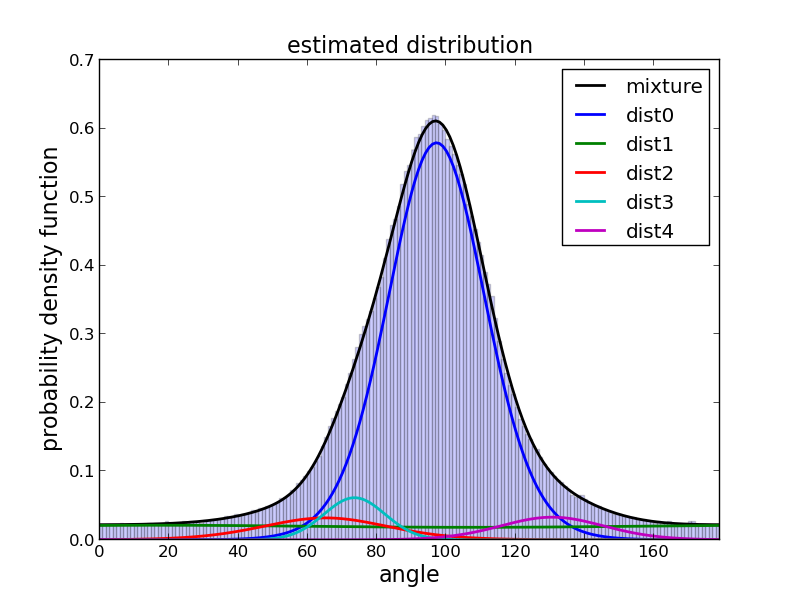 estimated distribution
probability density function
0.7
0.6
0.5
0.4
0.3
0.2
0.1
0.0
mixture
dist0
dist1
dist2
dist3
dist4
0 20 40 60 80 100 120 140 160
angle